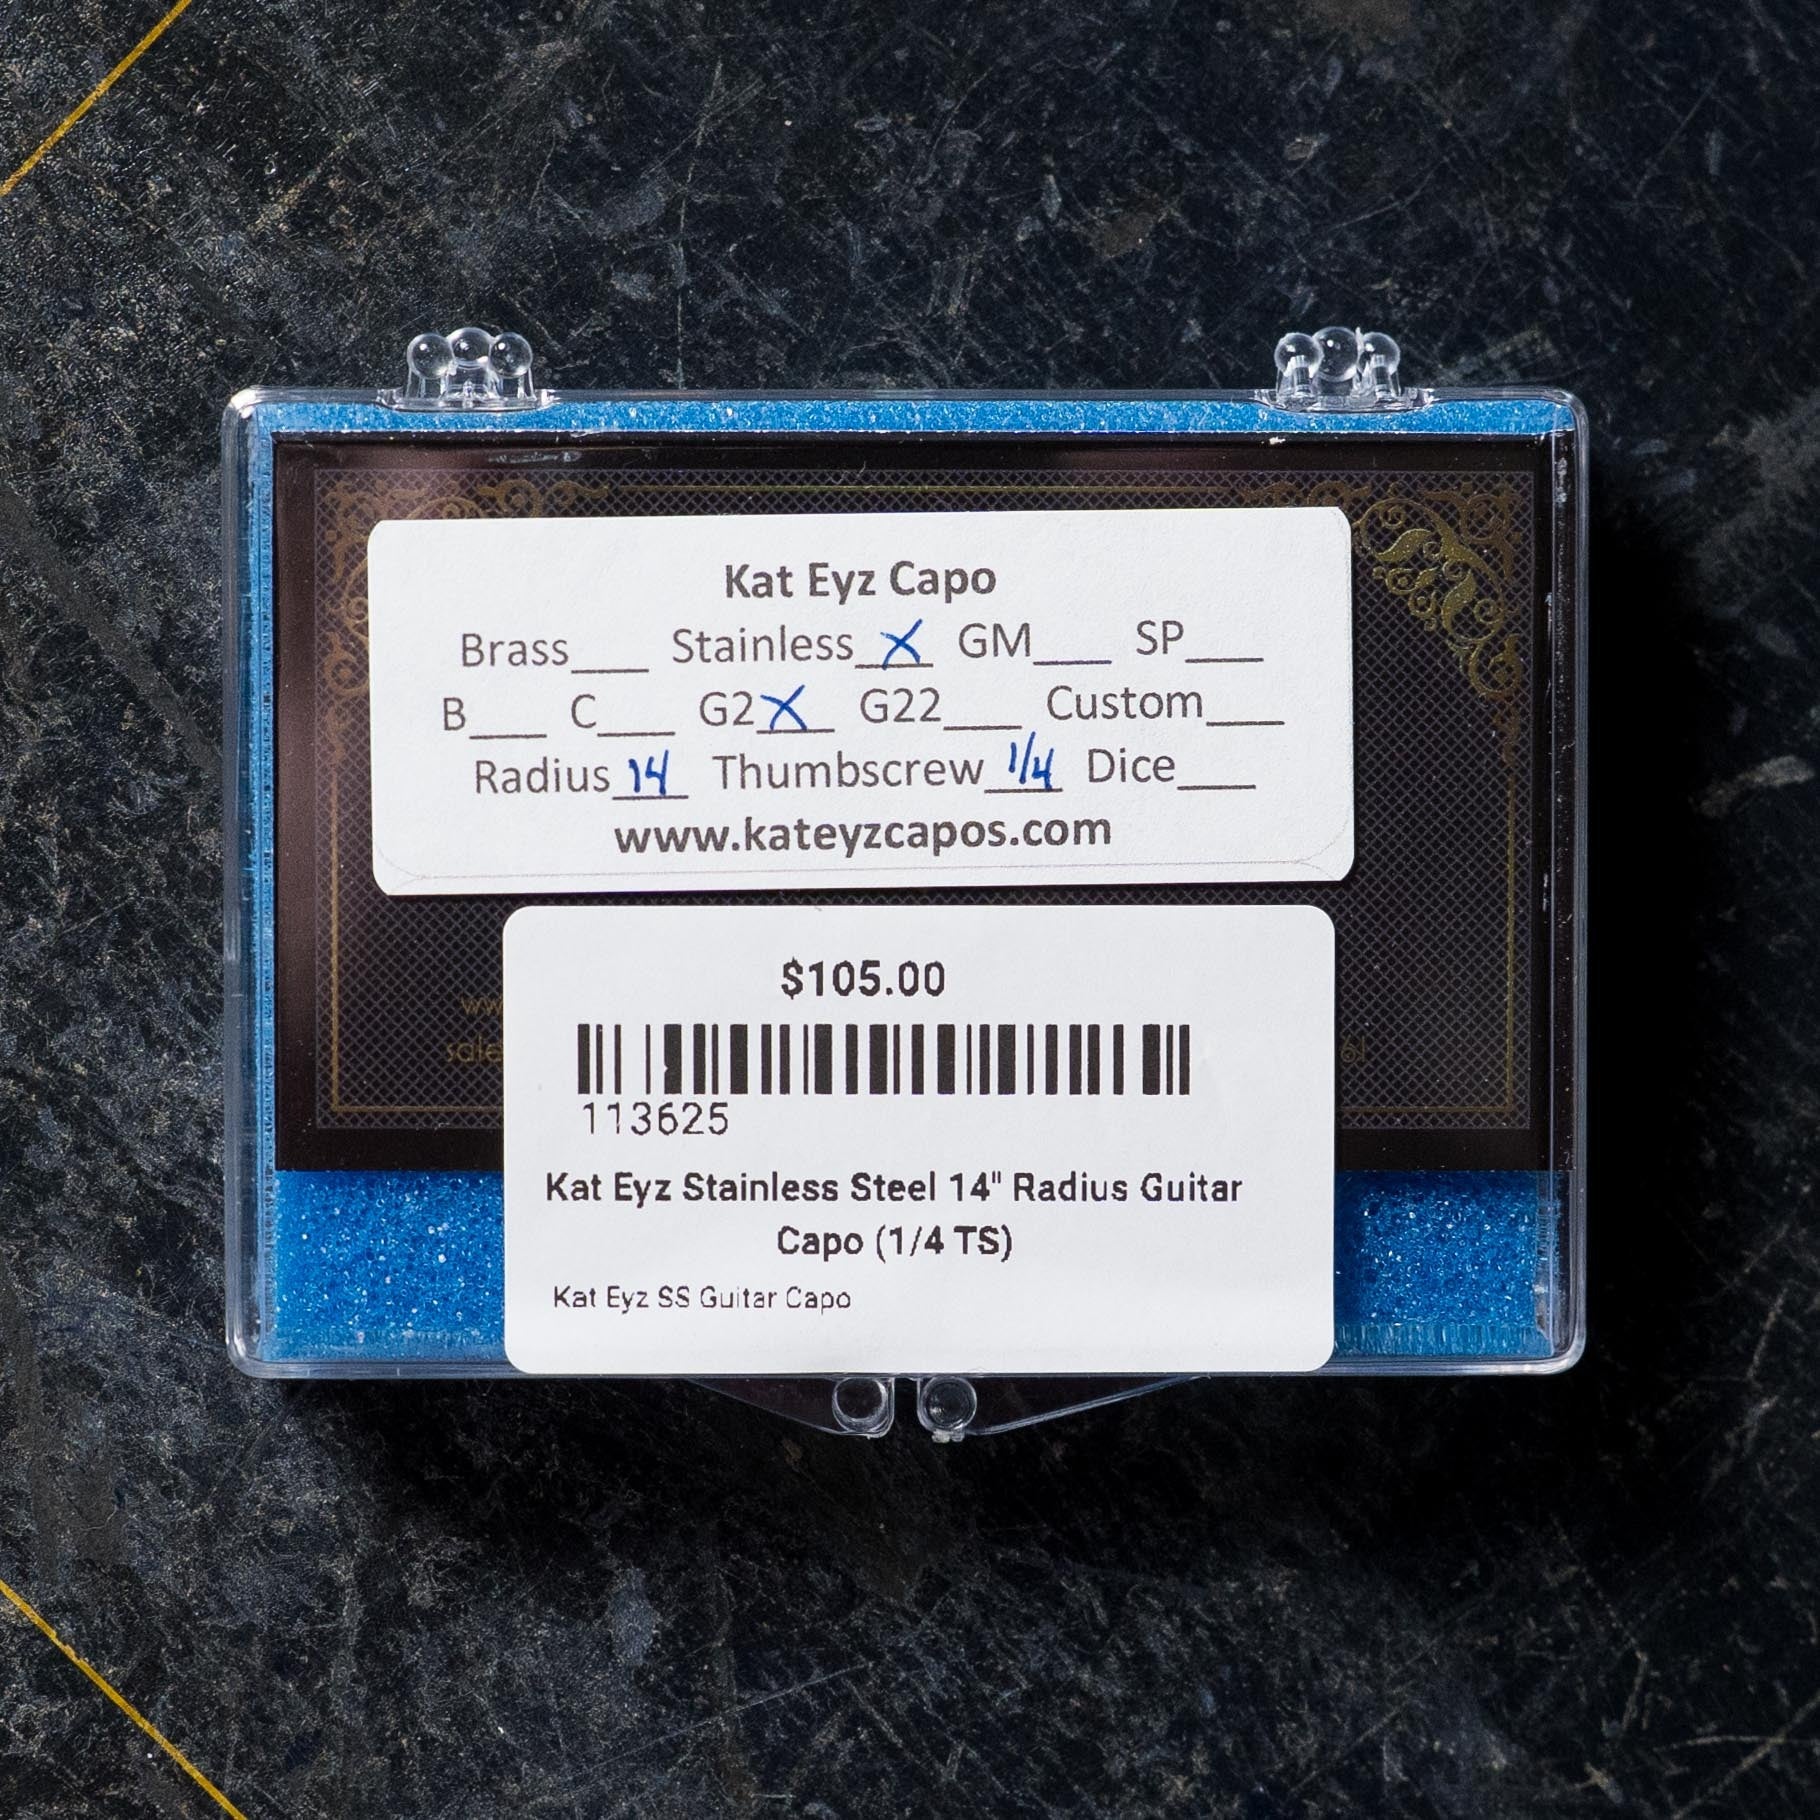 Kat Eyz Capo
Brass___ Stainless_X_ GM___ SP___
B___ C___ G2_X_ G22___ Custom___
Radius_14_ Thumbscrew_1/4_ Dice___
www.kateyzcapos.com
$105.00
113625
Kat Eyz Stainless Steel 14" Radius Guitar
Capo (1/4 TS)
Kat Eyz SS Guitar Capo